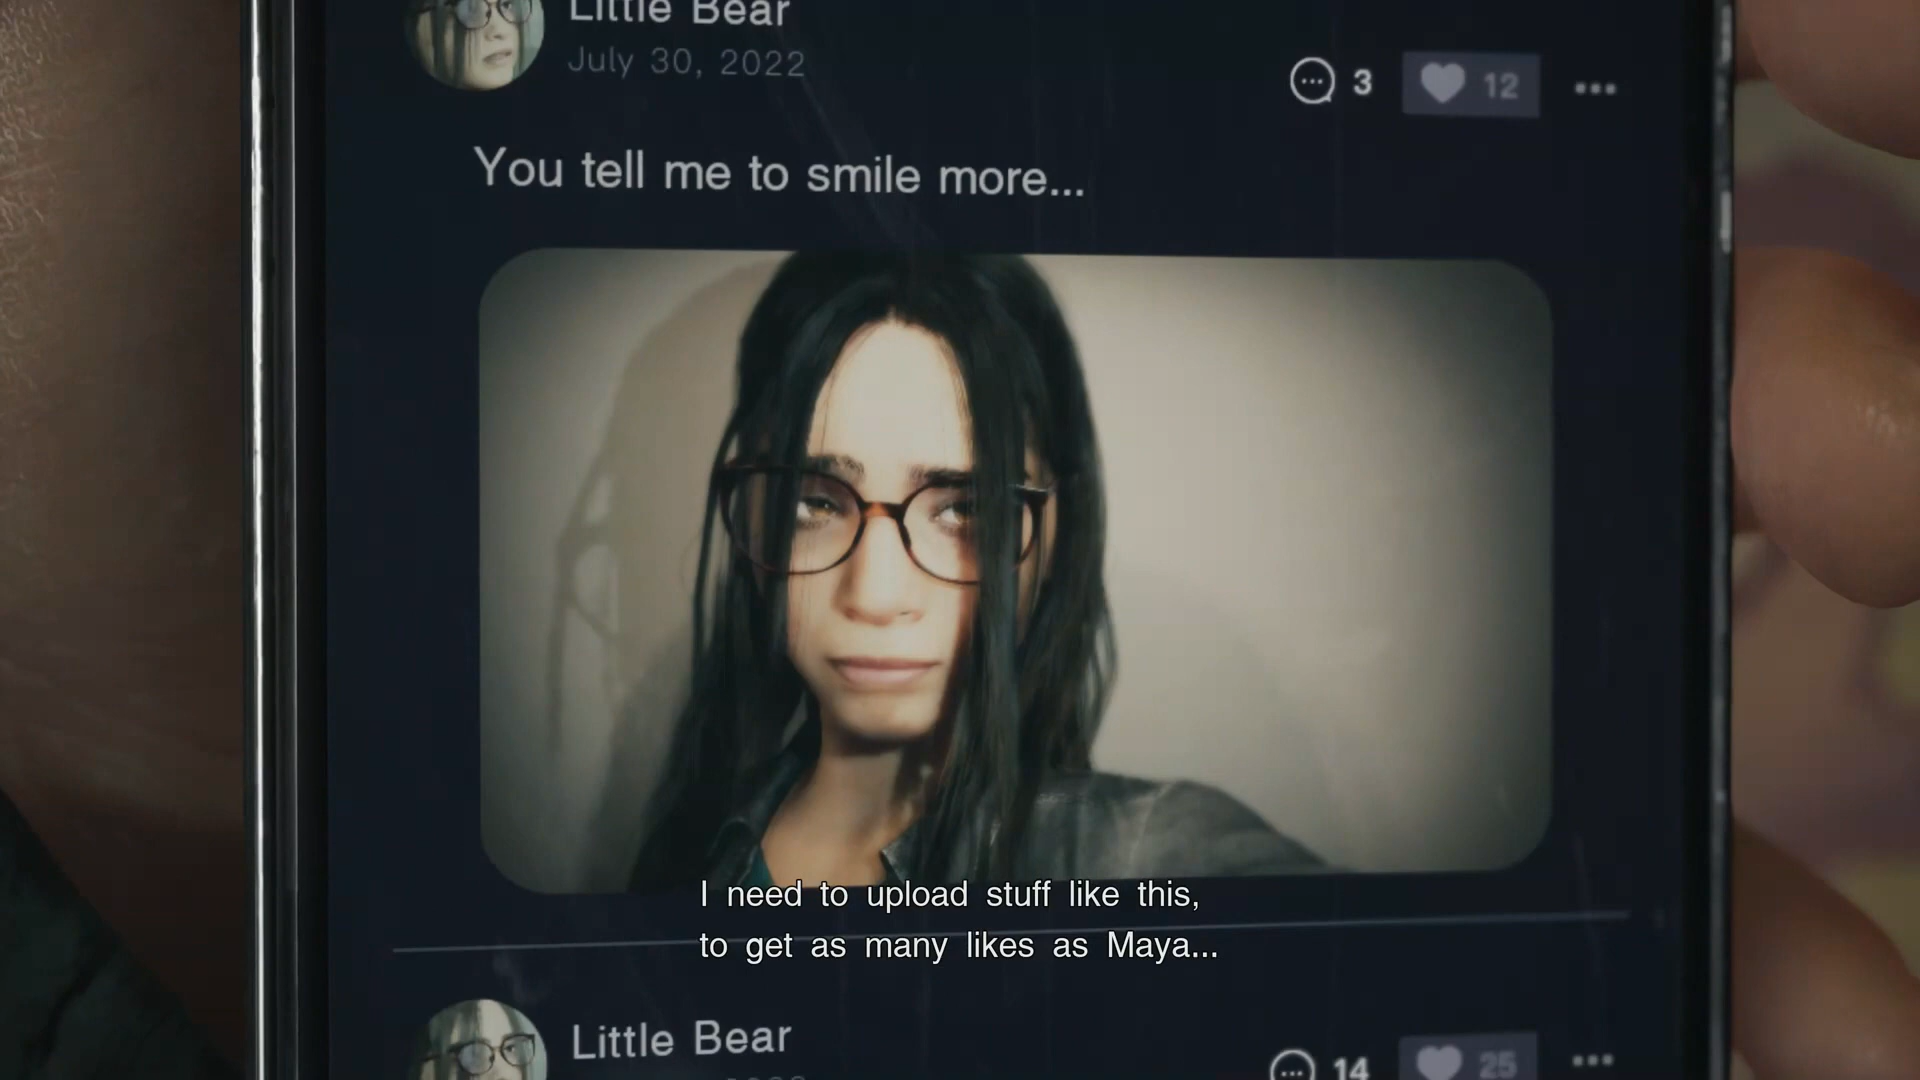 Little Bear
July 30, 2022
3
12
You tell me to smile more...
I need to upload stuff like this,
to get as many likes as Maya...
Little Bear
14
25